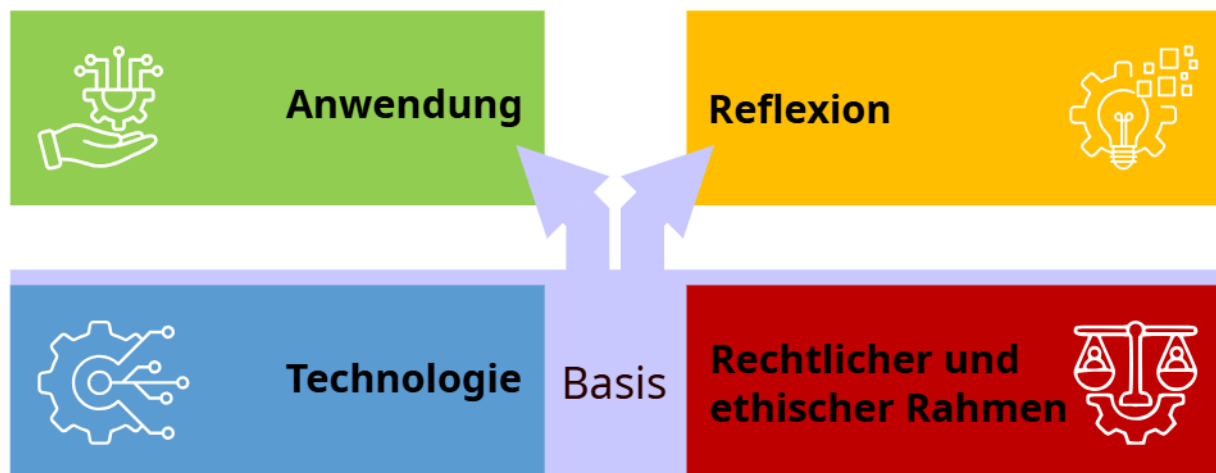 Anwendung
Reflexion
Technologie
Basis
Rechtlicher und
ethischer Rahmen